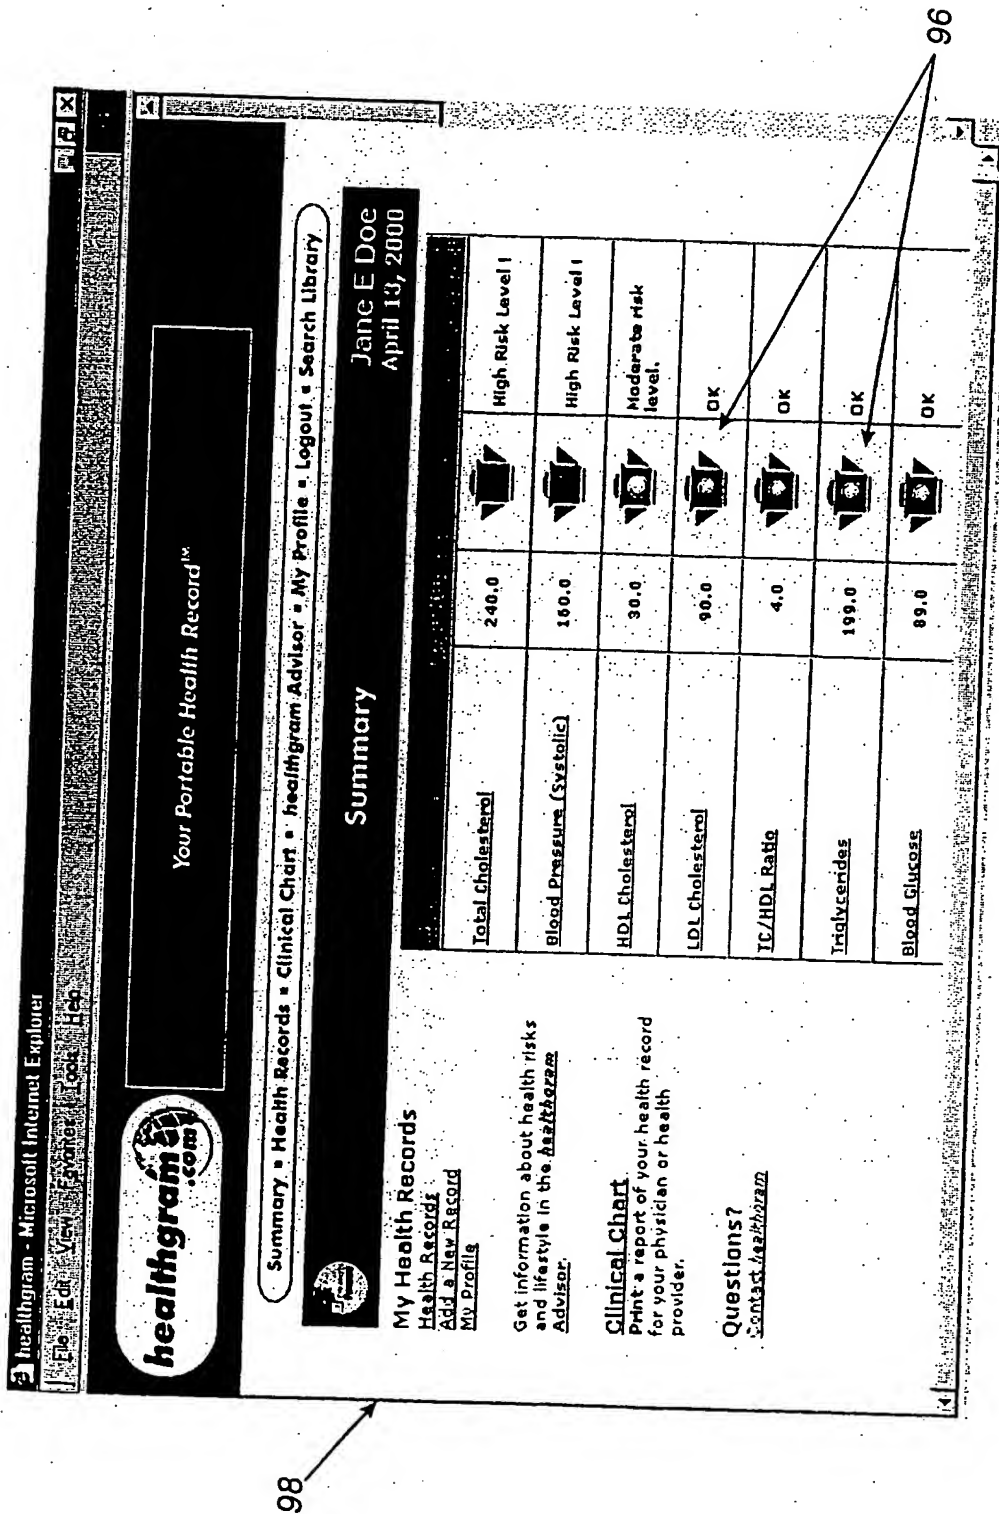 healthgram - Microsoft Internet Explorer
File Edit View Favorites Tools Help
healthgram
.com
Your Portable Health Record™
Summary ▪ Health Records ▪ Clinical Chart ▪ healthgram Advisor ▪ My Profile ▪ Logout ▪ Search Library
Summary
Jane E Doe
April 13, 2000
My Health Records
Health Records
Add a New Record
My Profile
Get information about health risks
and lifestyle in the healthgram
Advisor.
Clinical Chart
Print a report of your health record
for your physician or health
provider.
Questions?
Contact healthgram
Total Cholesterol 240.0 High Risk Level !
Blood Pressure (Systolic) 160.0 High Risk Level !
HDL Cholesterol 30.0 Moderate risk
level.
LDL Cholesterol 90.0 OK
TC/HDL Ratio 4.0 OK
Triglycerides 199.0 OK
Blood Glucose 89.0 OK
98
96